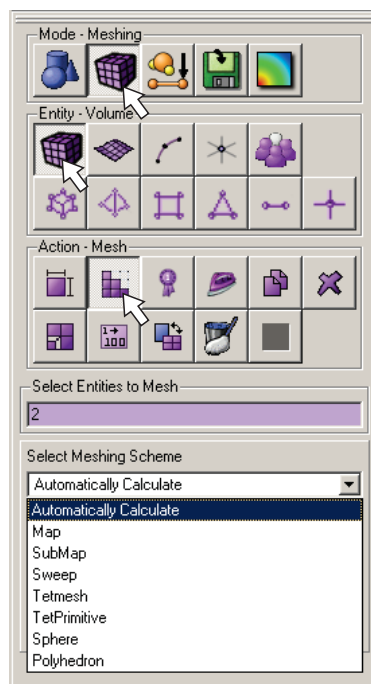 Mode - Meshing
Entity - Volume
Action - Mesh
1→
100
Select Entities to Mesh
2
Select Meshing Scheme
Automatically Calculate
Automatically Calculate
Map
SubMap
Sweep
Tetmesh
TetPrimitive
Sphere
Polyhedron